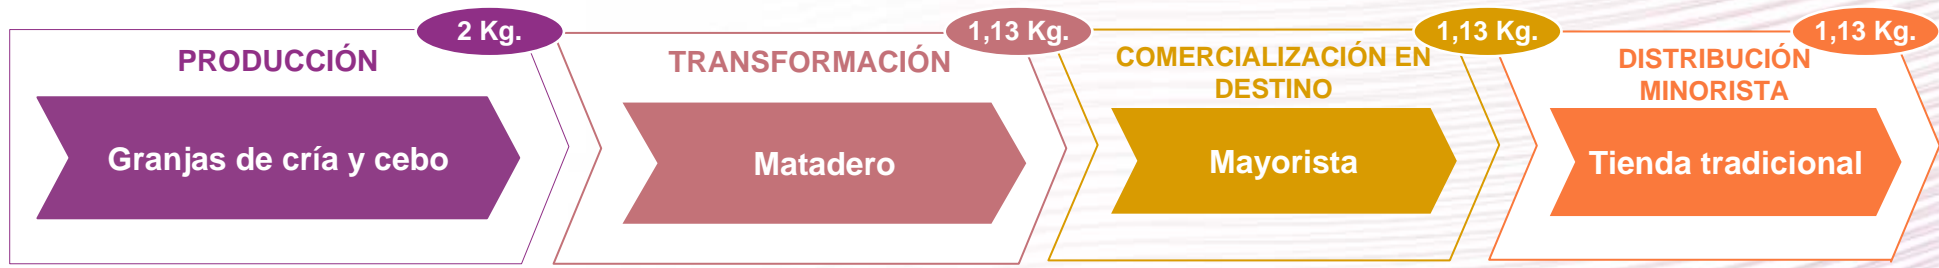 2 Kg.
PRODUCCIÓN
Granjas de cría y cebo
1,13 Kg.
TRANSFORMACIÓN
Matadero
1,13 Kg.
COMERCIALIZACIÓN EN
DESTINO
Mayorista
1,13 Kg.
DISTRIBUCIÓN
MINORISTA
Tienda tradicional